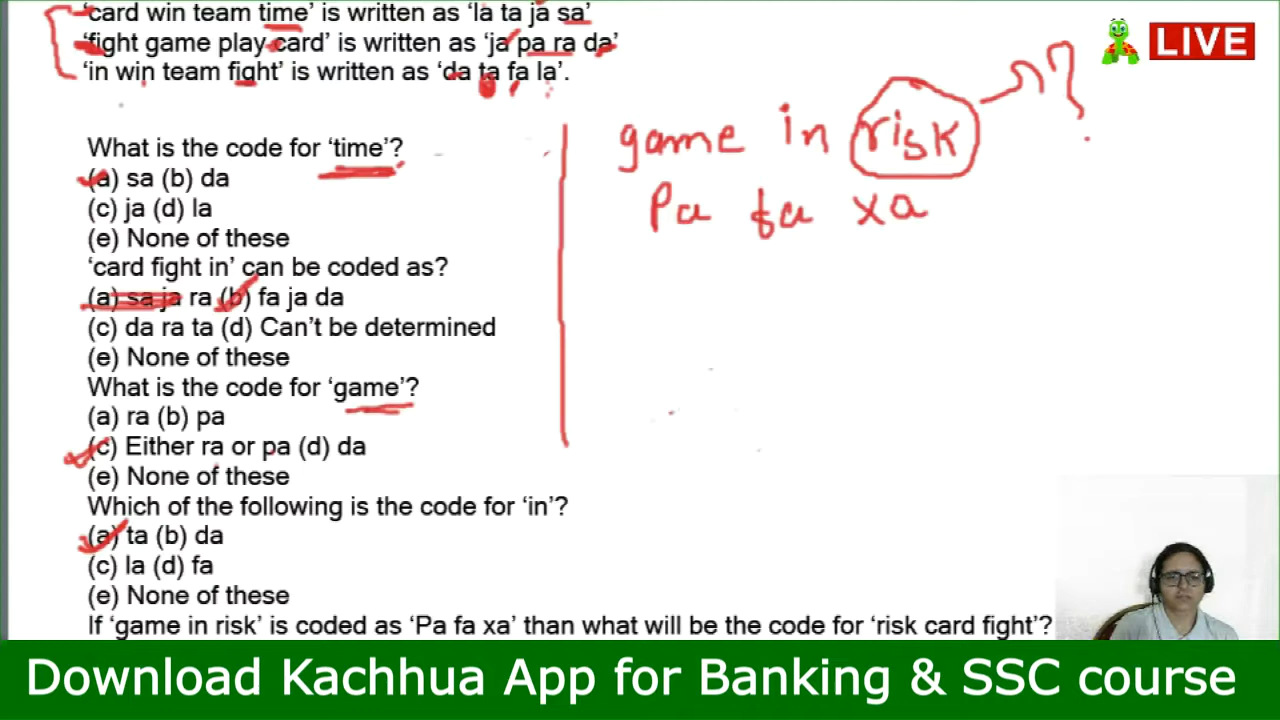 ‘card win team time’ is written as ‘la ta ja sa’
‘fight game play card’ is written as ‘ja pa ra da’
‘in win team fight’ is written as ‘da ta fa la’.
LIVE
game in risk ?
Pa fa xa
What is the code for ‘time’?
(a) sa (b) da
(c) ja (d) la
(e) None of these
‘card fight in’ can be coded as?
(a) sa ja ra (b) fa ja da
(c) da ra ta (d) Can’t be determined
(e) None of these
What is the code for ‘game’?
(a) ra (b) pa
(c) Either ra or pa (d) da
(e) None of these
Which of the following is the code for ‘in’?
(a) ta (b) da
(c) la (d) fa
(e) None of these
If ‘game in risk’ is coded as ‘Pa fa xa’ than what will be the code for ‘risk card fight’?
Download Kachhua App for Banking & SSC course